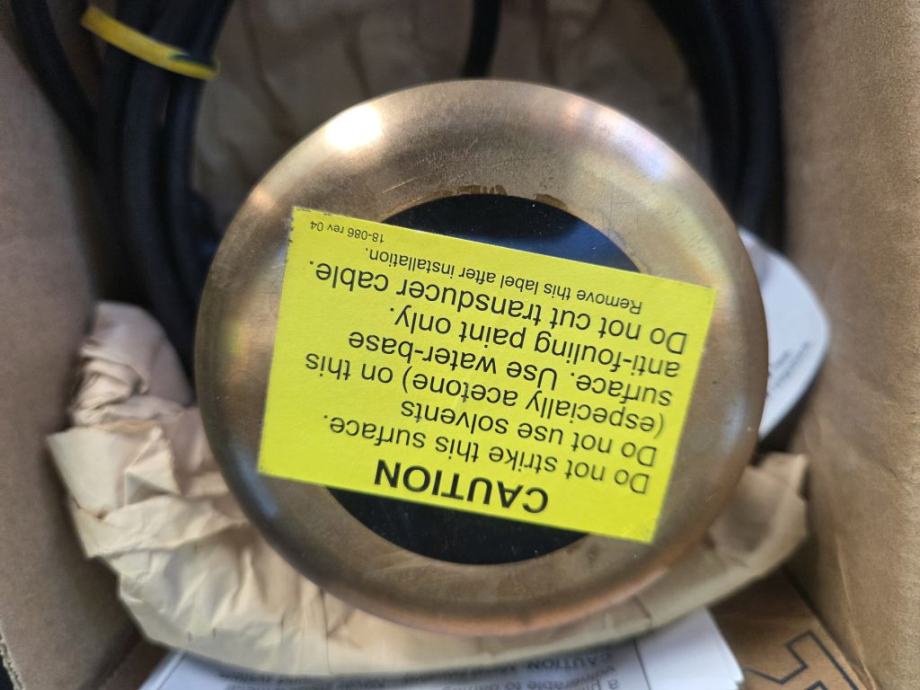 CAUTION
Do not strike this surface.
Do not use solvents
(especially acetone) on this
surface. Use water-base
anti-fouling paint only.
Do not cut transducer cable.
Remove this label after installation.
18-086 rev 04
CAUTION